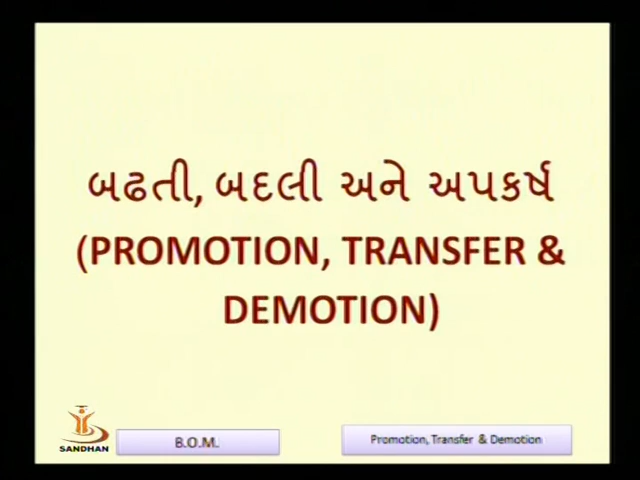 બઢતી, બદલી અને અપકર્ષ
(PROMOTION, TRANSFER &
DEMOTION)
SANDHAN
B.O.M.
Promotion, Transfer & Demotion